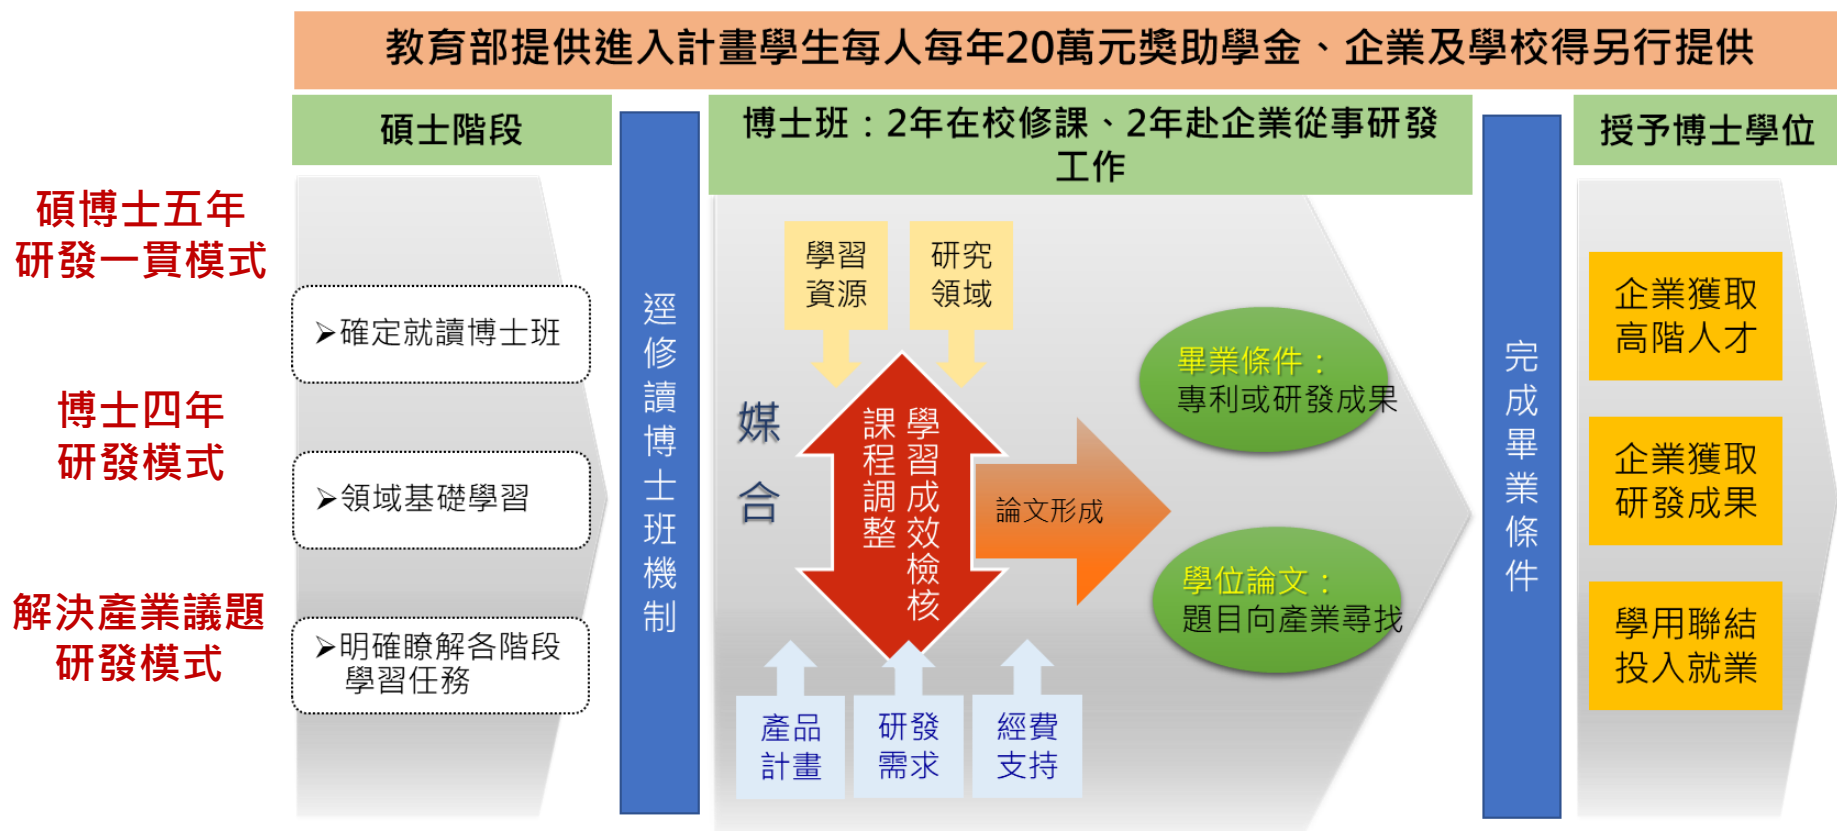 教育部提供進入計畫學生每人每年20萬元獎助學金、企業及學校得另行提供
碩博士五年
研發一貫模式
博士四年
研發模式
解決產業議題
研發模式
碩士階段
➢確定就讀博士班
➢領域基礎學習
➢明確瞭解各階段
學習任務
逕修讀博士班機制
博士班：2年在校修課、2年赴企業從事研發
工作
學習
資源
研究
領域
媒合
學習成效檢核
課程調整
產品
計畫
研發
需求
經費
支持
論文形成
畢業條件：
專利或研發成果
學位論文：
題目向產業尋找
完成畢業條件
授予博士學位
企業獲取
高階人才
企業獲取
研發成果
學用聯結
投入就業